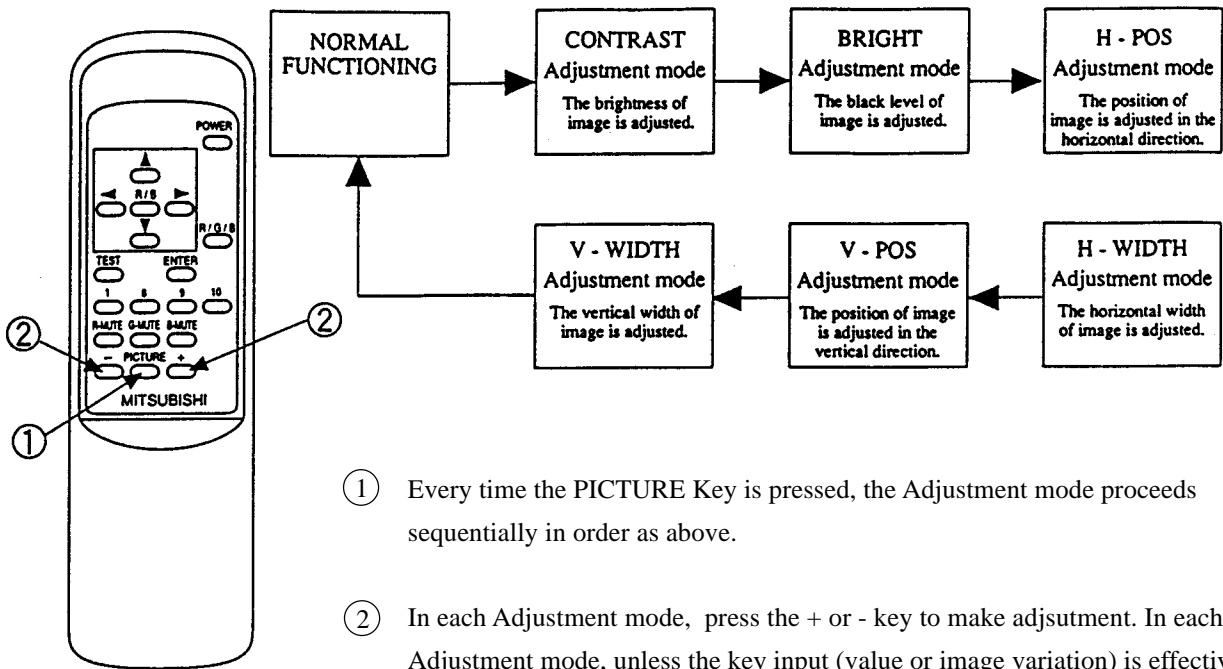 POWER
R / S
R / G / B
TEST ENTER
1 8 9 10
R-MUTE G-MUTE B-MUTE
- PICTURE +
MITSUBISHI
②
②
①
NORMAL
FUNCTIONING
CONTRAST
Adjustment mode
The brightness of
image is adjusted.
BRIGHT
Adjustment mode
The black level of
image is adjusted.
H - POS
Adjustment mode
The position of
image is adjusted in the
horizontal direction.
H - WIDTH
Adjustment mode
The horizontal width
of image is adjusted.
V - POS
Adjustment mode
The position of image
is adjusted in the
vertical direction.
V - WIDTH
Adjustment mode
The vertical width of
image is adjusted.
① Every time the PICTURE Key is pressed, the Adjustment mode proceeds
sequentially in order as above.
② In each Adjustment mode, press the + or - key to make adjsutment. In each
Adjustment mode, unless the key input (value or image variation) is effectiv